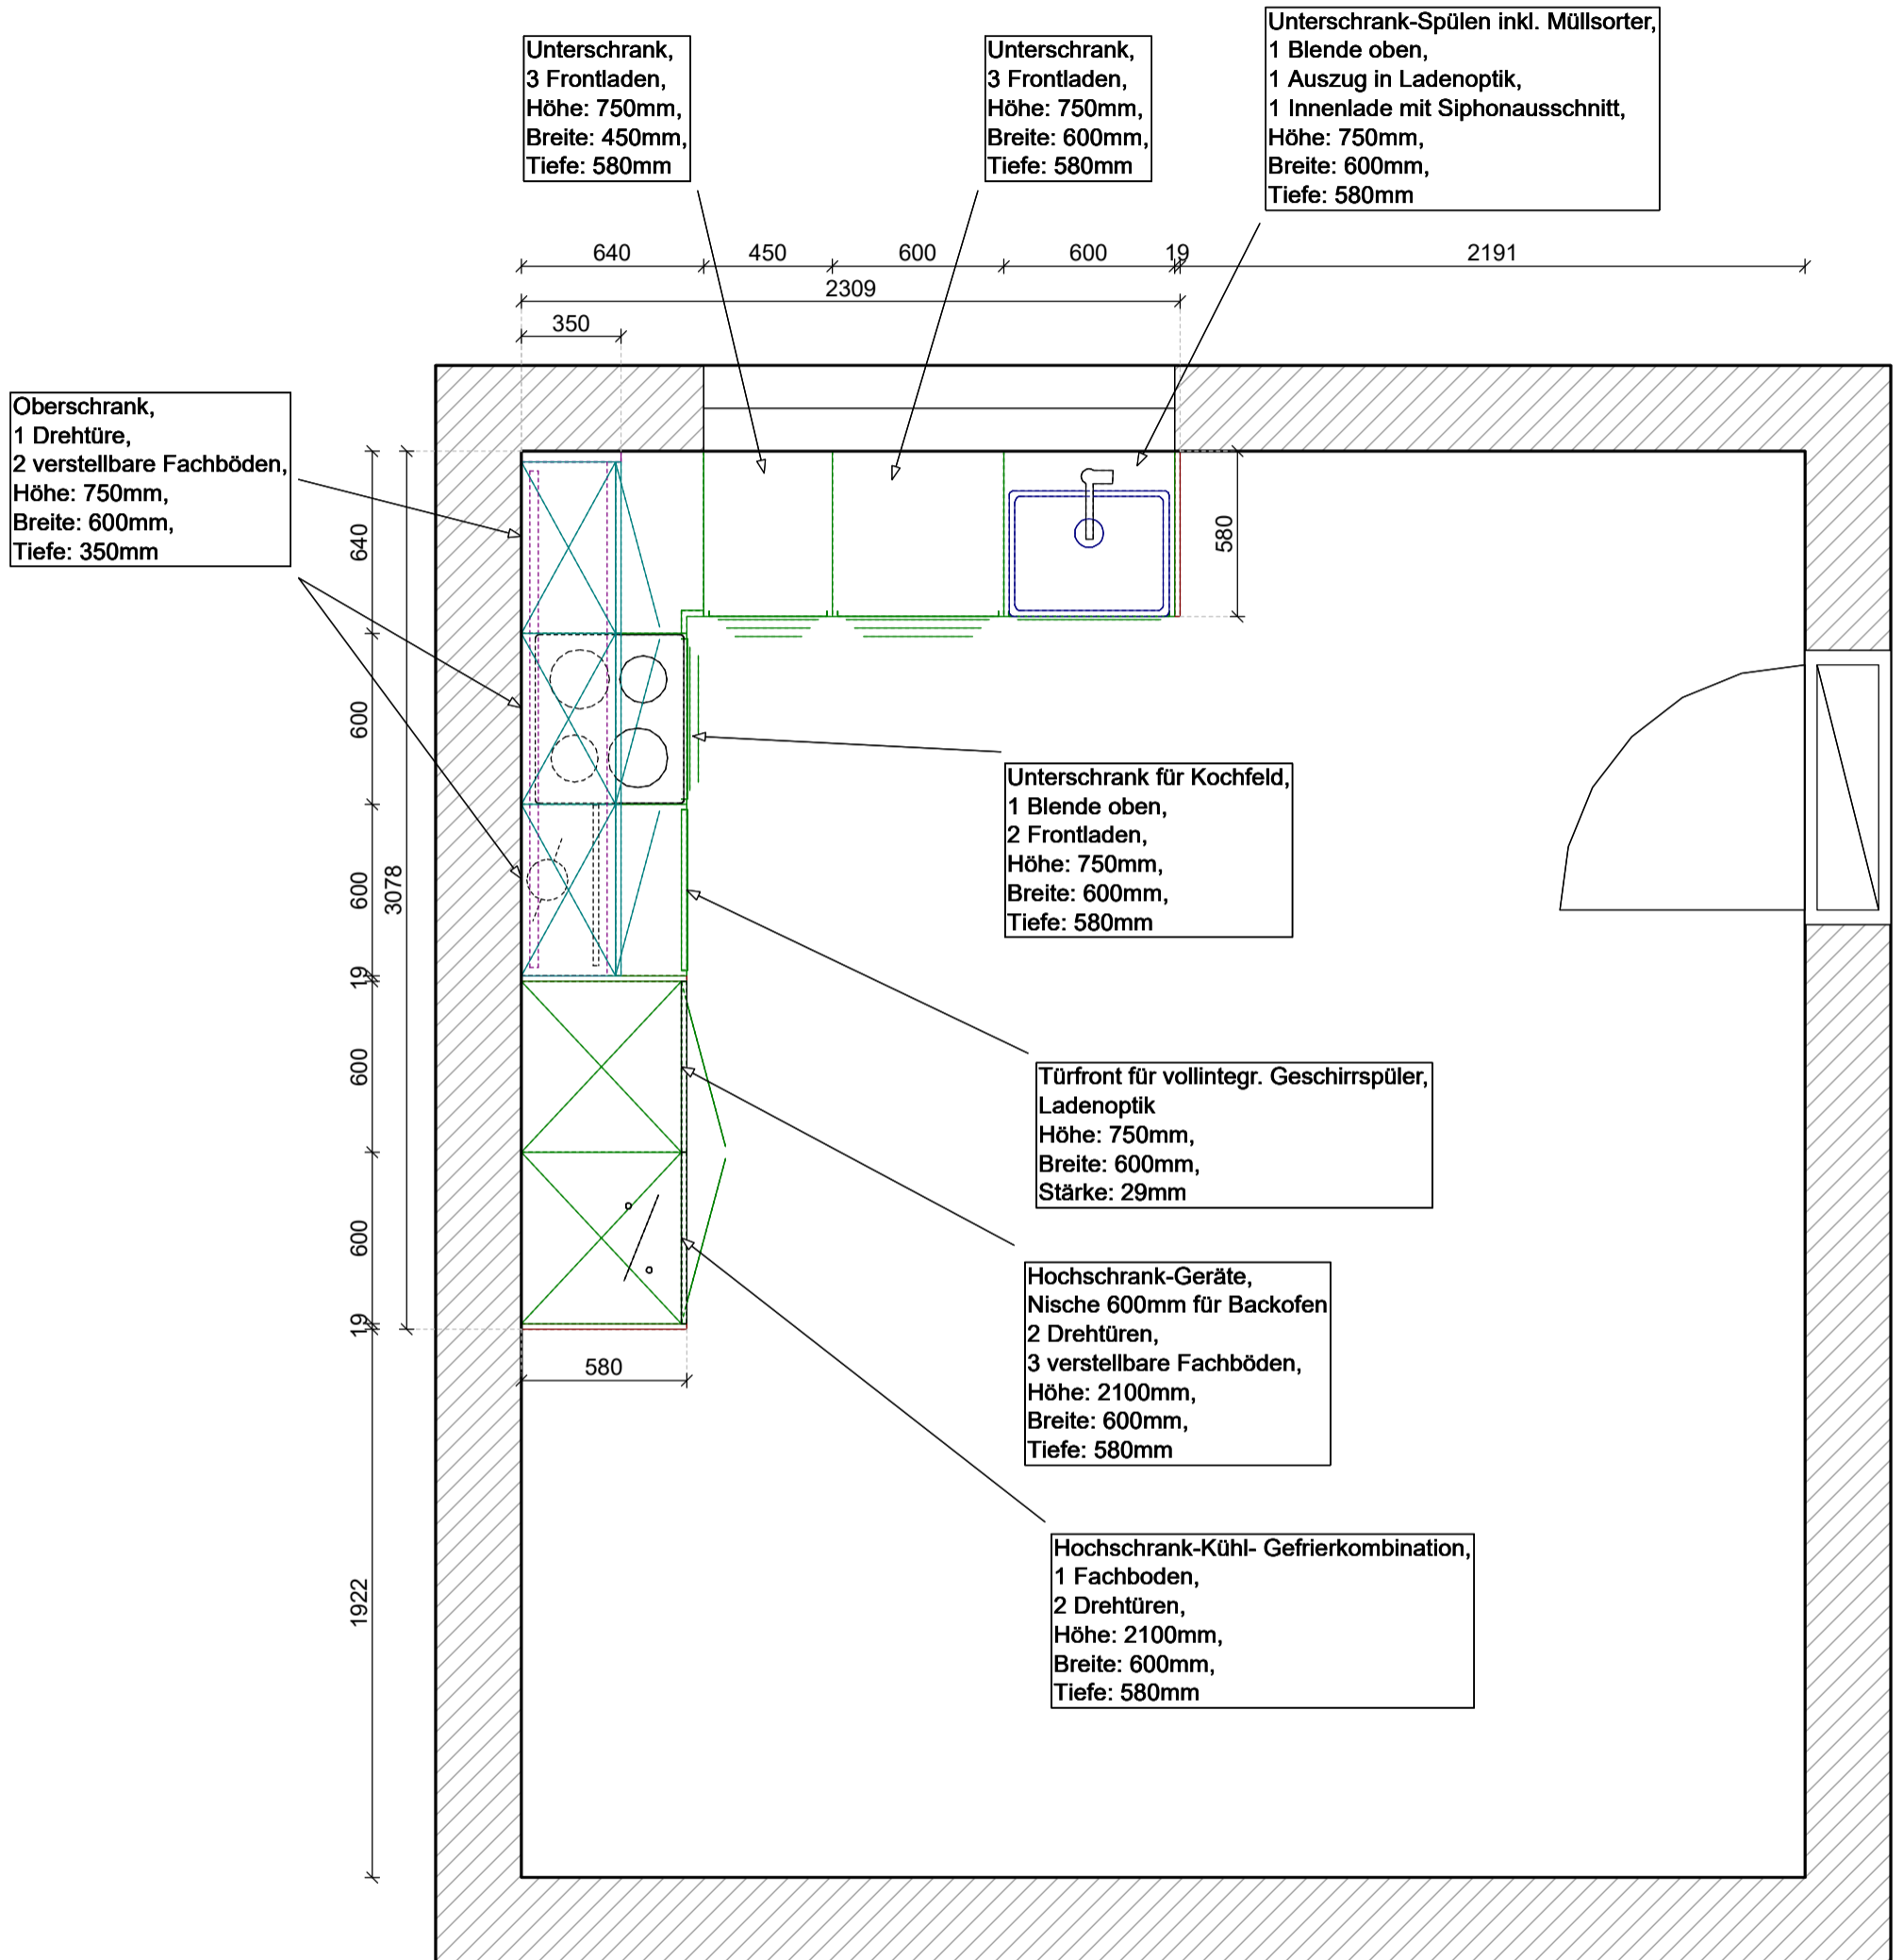 Unterschrank,
3 Frontladen,
Höhe: 750mm,
Breite: 450mm,
Tiefe: 580mm
Unterschrank,
3 Frontladen,
Höhe: 750mm,
Breite: 600mm,
Tiefe: 580mm
Unterschrank-Spülen inkl. Müllsorter,
1 Blende oben,
1 Auszug in Ladenoptik,
1 Innenlade mit Siphonausschnitt,
Höhe: 750mm,
Breite: 600mm,
Tiefe: 580mm
640 450 600 600 19 2191
2309
350
Oberschrank,
1 Drehtüre,
2 verstellbare Fachböden,
Höhe: 750mm,
Breite: 600mm,
Tiefe: 350mm
640
600
600
19
600
600
19
1922
3078
580
580
Unterschrank für Kochfeld,
1 Blende oben,
2 Frontladen,
Höhe: 750mm,
Breite: 600mm,
Tiefe: 580mm
Türfront für vollintegr. Geschirrspüler,
Ladenoptik
Höhe: 750mm,
Breite: 600mm,
Stärke: 29mm
Hochschrank-Geräte,
Nische 600mm für Backofen
2 Drehtüren,
3 verstellbare Fachböden,
Höhe: 2100mm,
Breite: 600mm,
Tiefe: 580mm
Hochschrank-Kühl- Gefrierkombination,
1 Fachboden,
2 Drehtüren,
Höhe: 2100mm,
Breite: 600mm,
Tiefe: 580mm